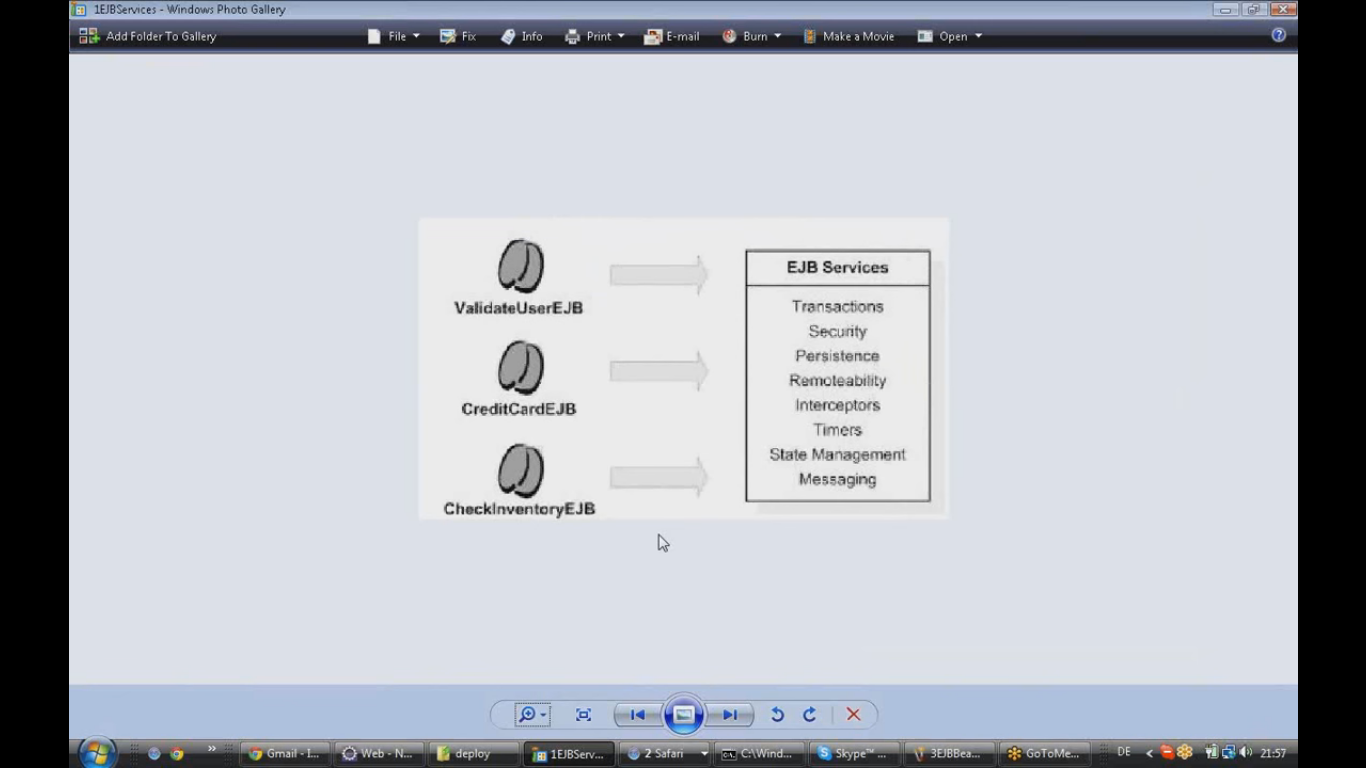 1EJBServices - Windows Photo Gallery
Add Folder To Gallery File Fix Info Print E-mail Burn Make a Movie Open
EJB Services
ValidateUserEJB
CreditCardEJB
CheckInventoryEJB
Transactions
Security
Persistence
Remoteability
Interceptors
Timers
State Management
Messaging
Gmail - I... Web - N... deploy 1EJBServ... 2 Safari C:\Wind... Skype™ ... 3EJBBea... GoToMe... DE 21:57